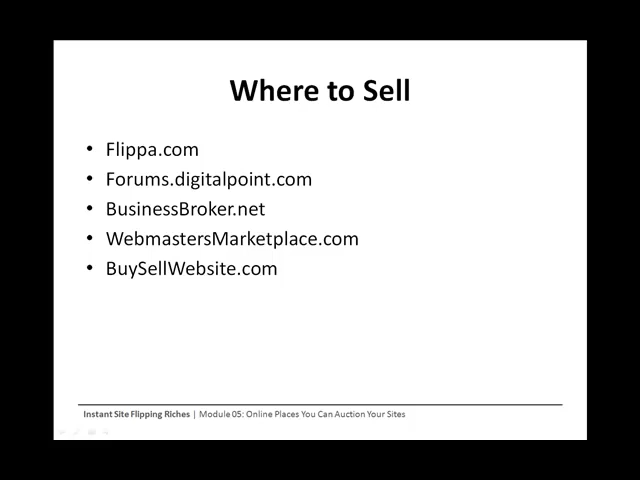 Where to Sell
• Flippa.com
• Forums.digitalpoint.com
• BusinessBroker.net
• WebmastersMarketplace.com
• BuySellWebsite.com
Instant Site Flipping Riches | Module 05: Online Places You Can Auction Your Sites